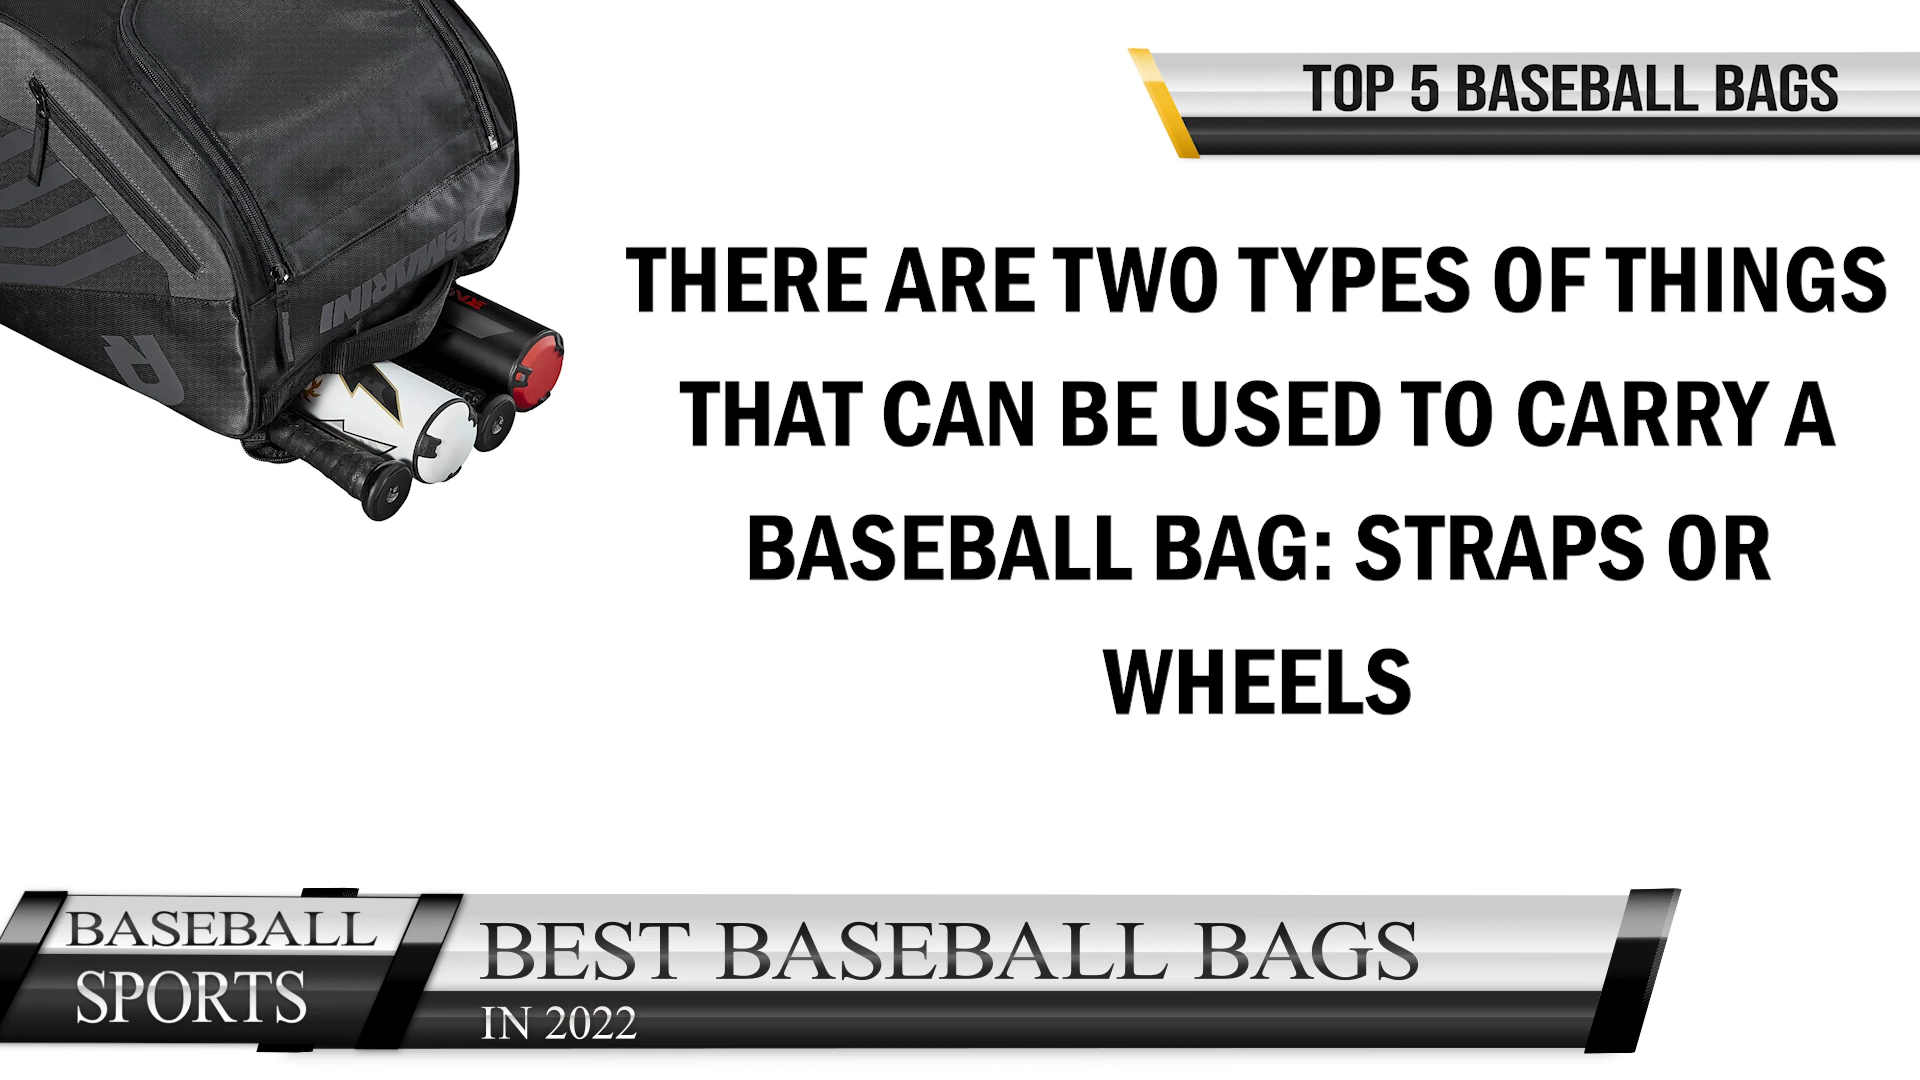 TOP 5 BASEBALL BAGS
THERE ARE TWO TYPES OF THINGS
THAT CAN BE USED TO CARRY A
BASEBALL BAG: STRAPS OR
WHEELS
DEMARINI
BASEBALL
SPORTS
BEST BASEBALL BAGS
IN 2022